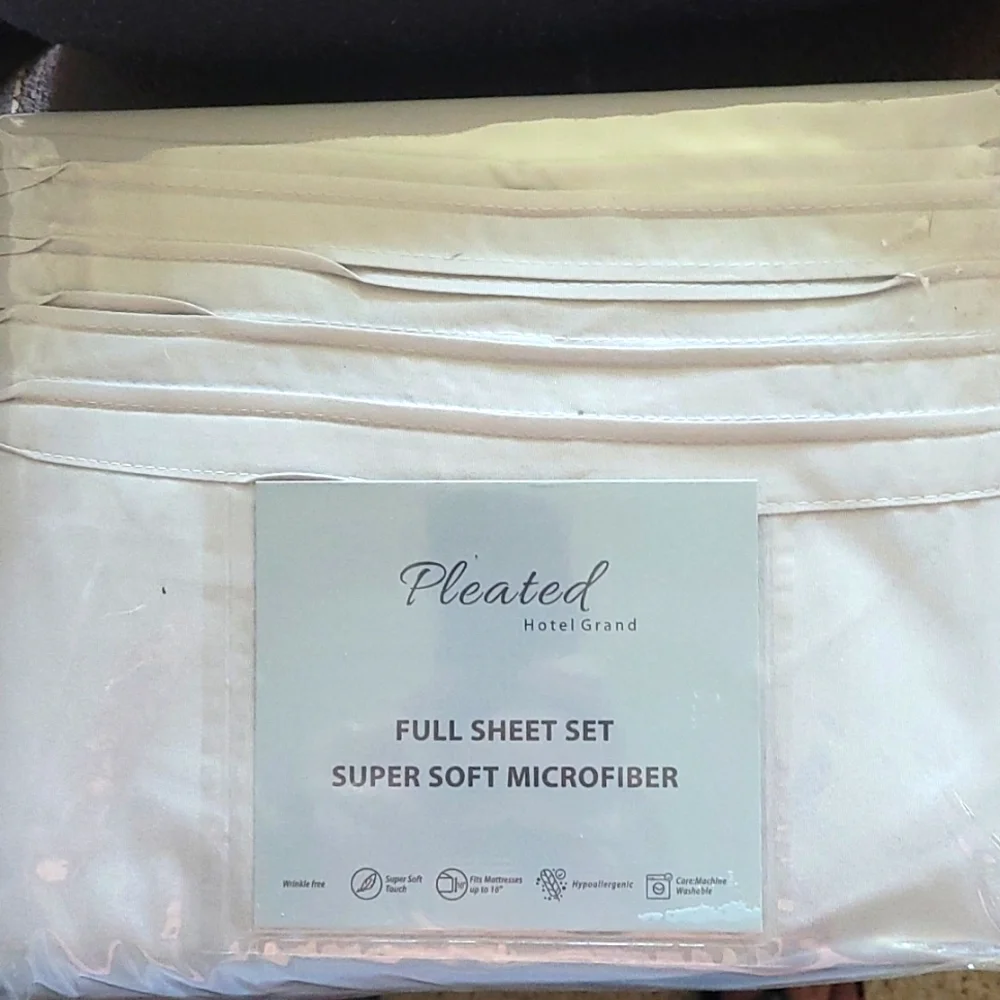 Pleated
Hotel Grand
FULL SHEET SET
SUPER SOFT MICROFIBER
Wrinkle free
Super Soft
Touch
Fits Mattresses
up to 18"
Hypoallergenic
Care:Machine
Washable